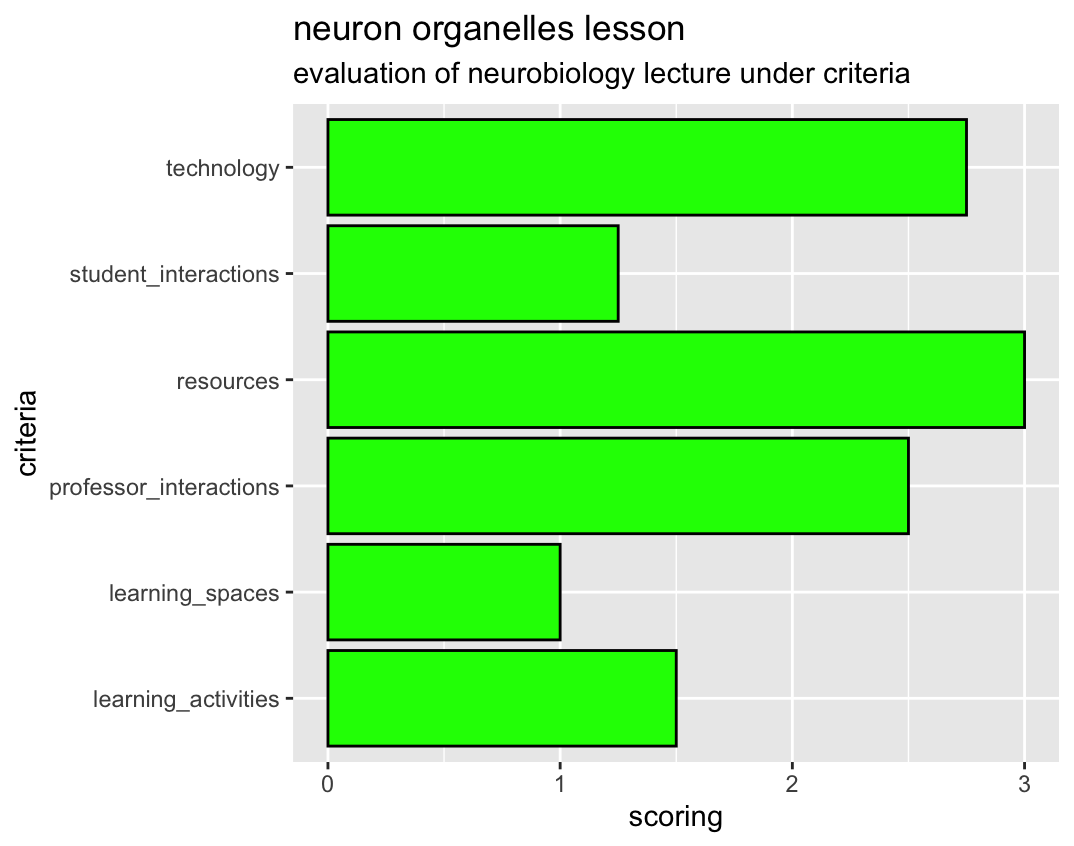 neuron organelles lesson
evaluation of neurobiology lecture under criteria
technology
student_interactions
resources
professor_interactions
learning_spaces
learning_activities
criteria
0 1 2 3
scoring